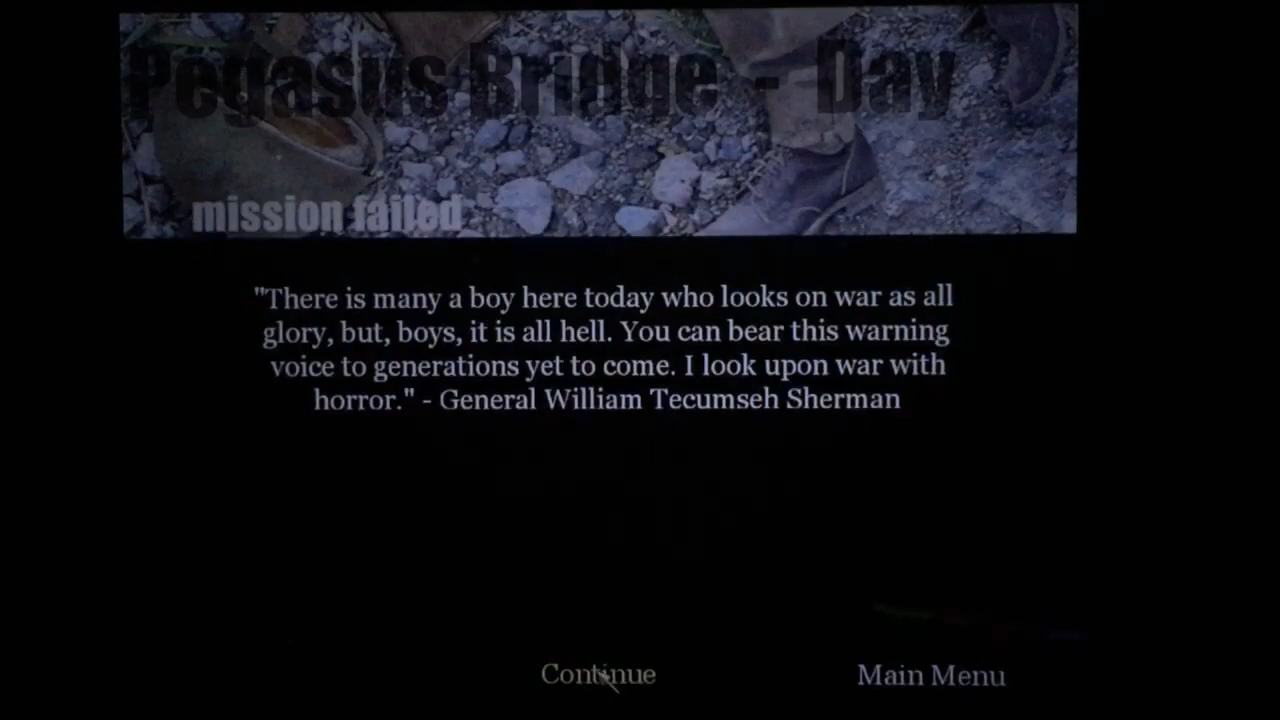 Pegasus Bridge - Day
mission failed
"There is many a boy here today who looks on war as all
glory, but, boys, it is all hell. You can bear this warning
voice to generations yet to come. I look upon war with
horror." - General William Tecumseh Sherman
Continue
Main Menu